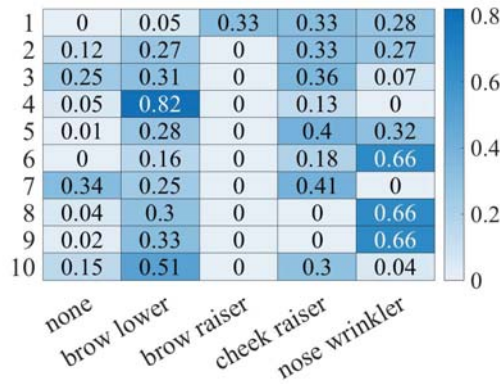 1 0 0.05 0.33 0.33 0.28 0.8
2 0.12 0.27 0 0.33 0.27
3 0.25 0.31 0 0.36 0.07 0.6
4 0.05 0.82 0 0.13 0
5 0.01 0.28 0 0.4 0.32 0.4
6 0 0.16 0 0.18 0.66
7 0.34 0.25 0 0.41 0
8 0.04 0.3 0 0 0.66 0.2
9 0.02 0.33 0 0 0.66
10 0.15 0.51 0 0.3 0.04 0
none brow lower brow raiser cheek raiser nose wrinkler